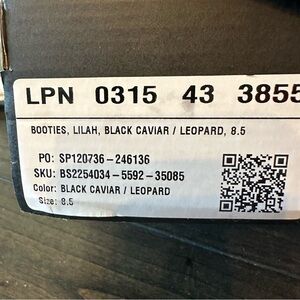 LPN 0315 43 3855
BOOTIES, LILAH, BLACK CAVIAR / LEOPARD, 8.5
PO: SP120736-246136
SKU: BS2254034-5592-35085
Color: BLACK CAVIAR / LEOPARD
Size: 8.5